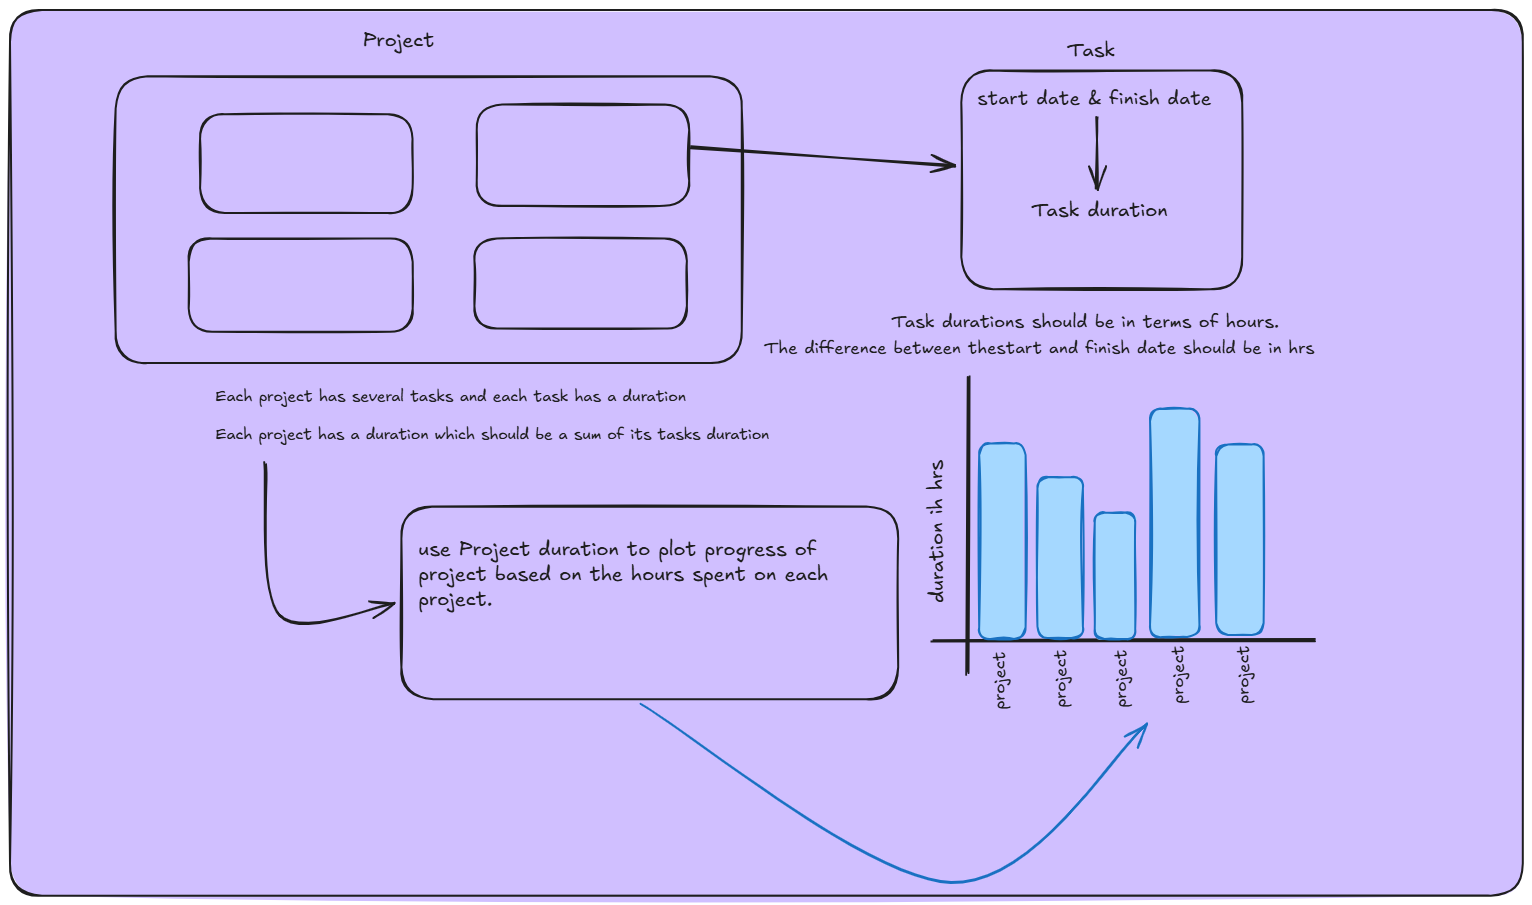 Project
Task
start date & finish date
Task duration
Task durations should be in terms of hours.
The difference between thestart and finish date should be in hrs
Each project has several tasks and each task has a duration
Each project has a duration which should be a sum of its tasks duration
use Project duration to plot progress of
project based on the hours spent on each
project.
duration ih hrs
project
project
project
project
project